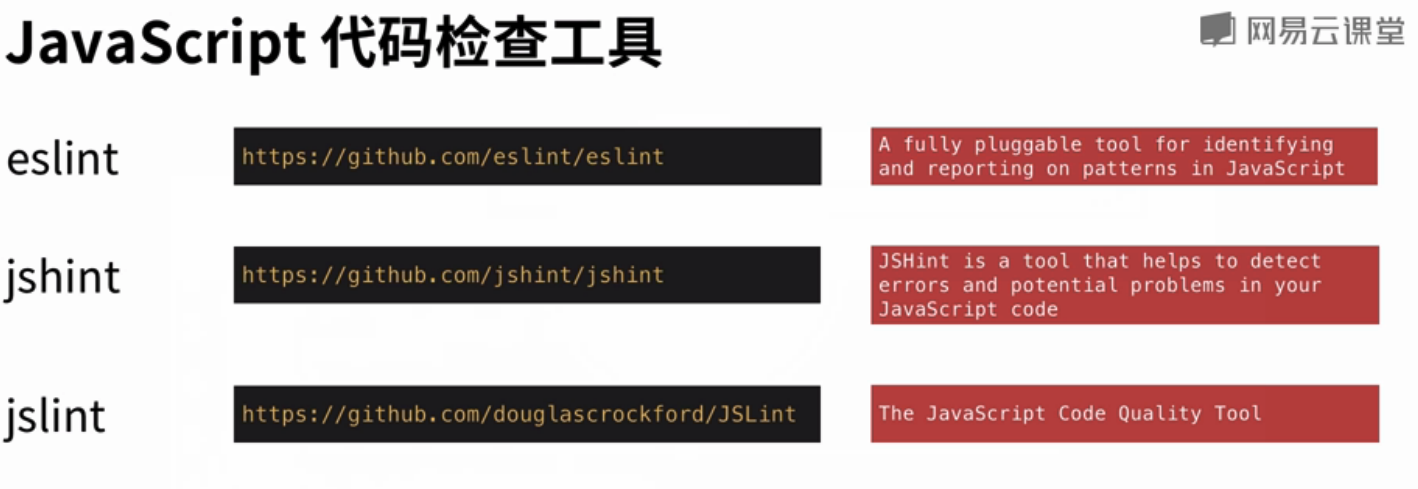 JavaScript 代码检查工具
网易云课堂
eslint
https://github.com/eslint/eslint
A fully pluggable tool for identifying
and reporting on patterns in JavaScript
jshint
https://github.com/jshint/jshint
JSHint is a tool that helps to detect
errors and potential problems in your
JavaScript code
jslint
https://github.com/douglascrockford/JSLint
The JavaScript Code Quality Tool